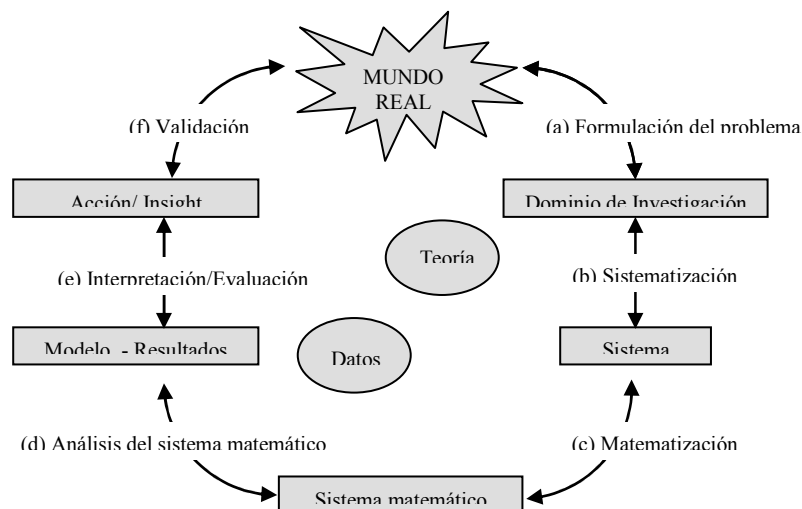 MUNDO
REAL
(f) Validación
(a) Formulación del problema
Acción/ Insight
Dominio de Investigación
Teoría
(e) Interpretación/Evaluación
(b) Sistematización
Modelo - Resultados
Datos
Sistema
(d) Análisis del sistema matemático
(c) Matematización
Sistema matemático